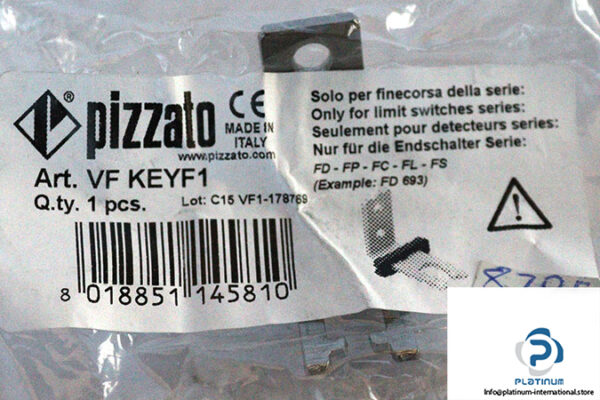 ® pizzato CE
MADE IN
ITALY
www.pizzato.com
Art. VF KEYF1
Q.ty. 1 pcs.
Lot: C15 VF1-178769
8 018851 145810
Solo per finecorsa della serie:
Only for limit switches series:
Seulement pour detecteurs series:
Nur für die Endschalter Serie:
FD - FP - FC - FL - FS
(Example: FD 693)
PLATINUM
Info@platinum-international.store